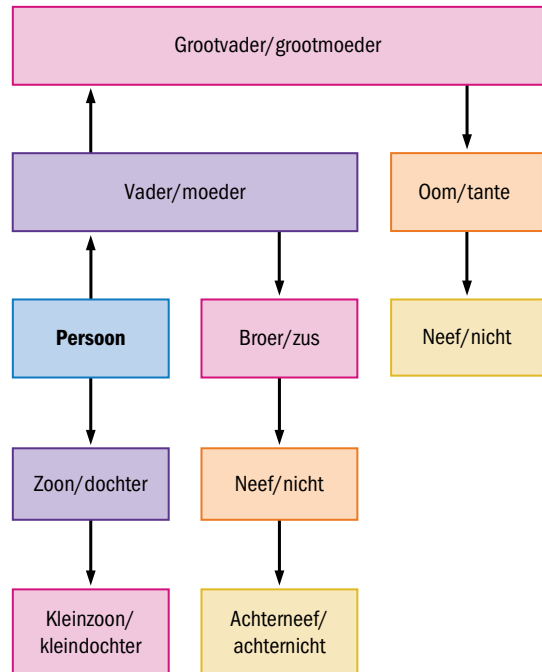 Grootvader/grootmoeder
Vader/moeder
Oom/tante
Persoon
Broer/zus
Neef/nicht
Zoon/dochter
Neef/nicht
Kleinzoon/
kleindochter
Achterneef/
achternicht